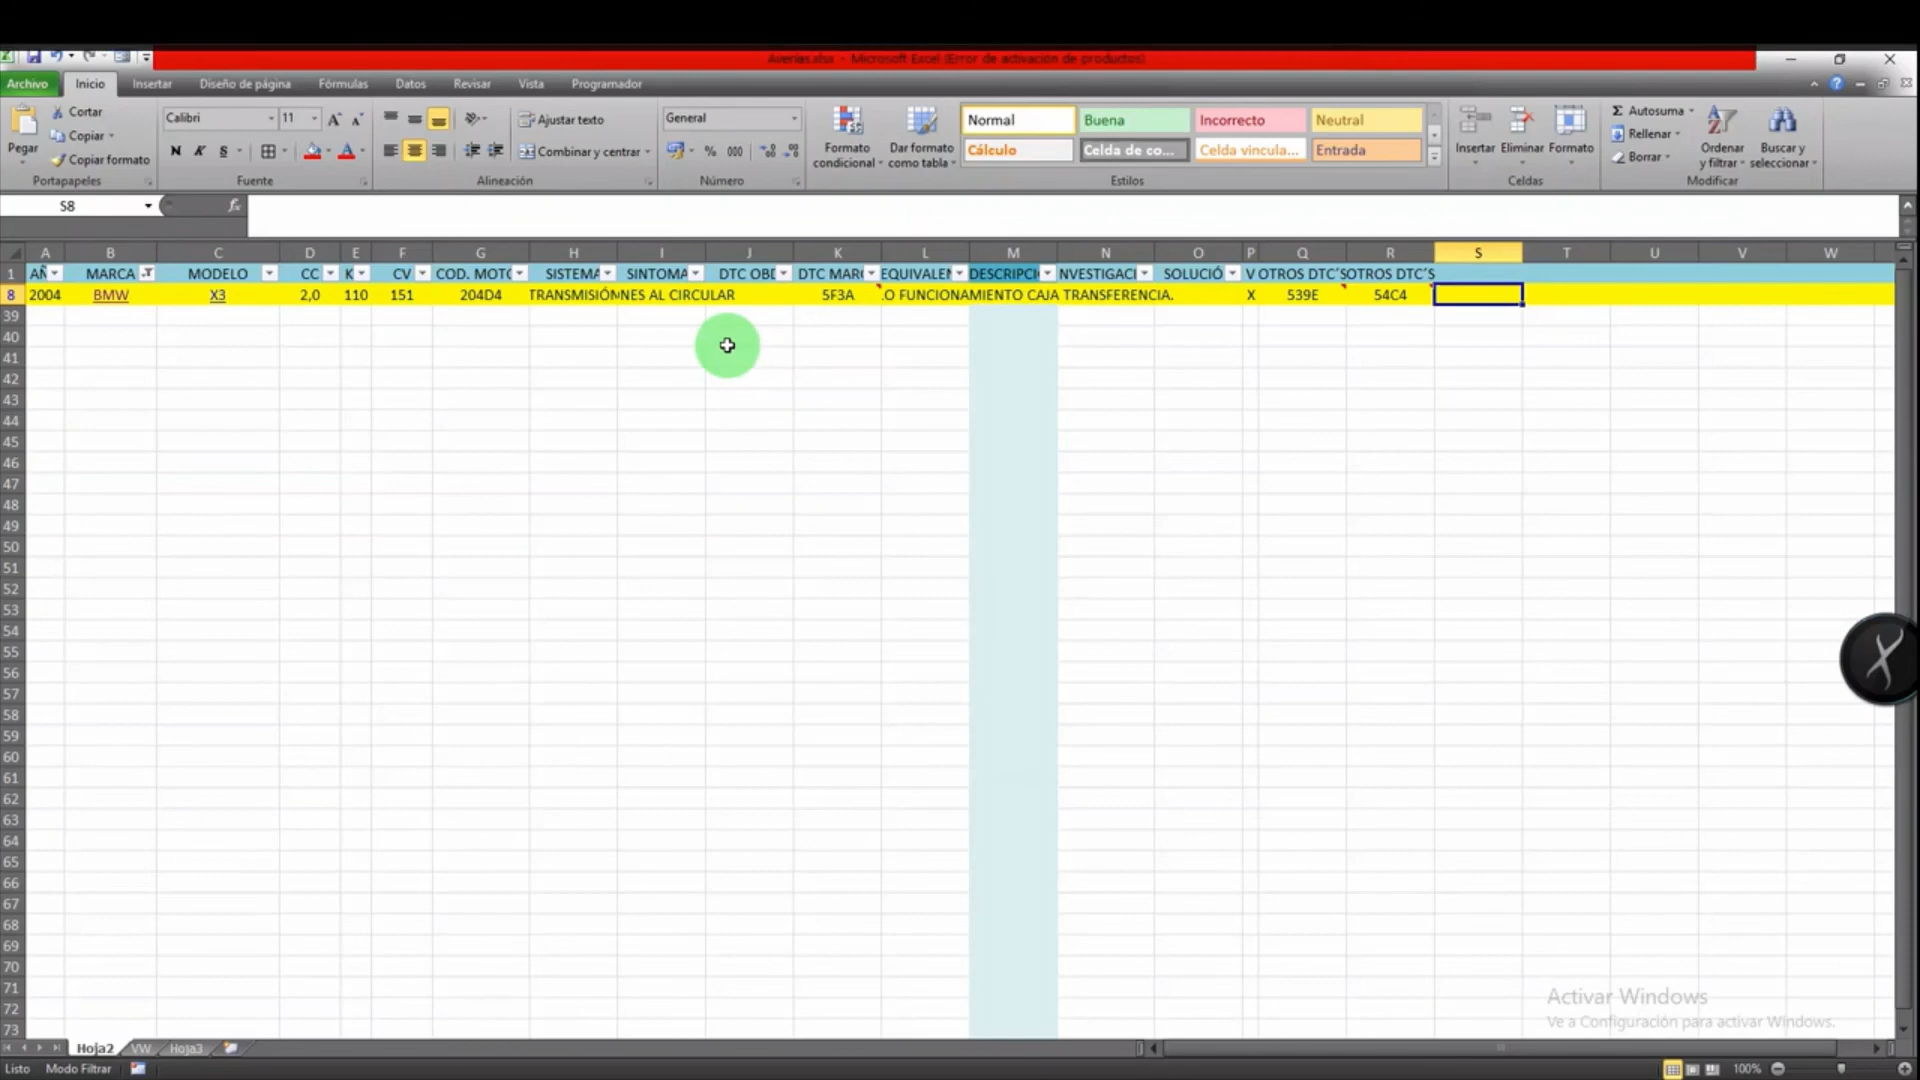 Averías.xlsx - Microsoft Excel (Error de activación de productos)
Archivo Inicio Insertar Diseño de página Fórmulas Datos Revisar Vista Programador
Pegar
Cortar
Copiar
Copiar formato
Portapapeles
Calibri 11
N K S
Fuente
Ajustar texto
Combinar y centrar
Alineación
General
% 000
Número
Formato condicional
Dar formato como tabla
Normal Buena Incorrecto Neutral
Cálculo Celda de co... Celda vincula... Entrada
Estilos
Insertar Eliminar Formato
Celdas
Σ Autosuma
Rellenar
Borrar
Ordenar y filtrar
Buscar y seleccionar
Modificar
S8 fx
A B C D E F G H I J K L M N O P Q R S T U V W
1 AÑ MARCA MODELO CC K CV COD. MOTO SISTEMA SINTOMA DTC OBD DTC MAR EQUIVALEN DESCRIPCI NVESTIGACI SOLUCIÓ V OTROS DTC´S OTROS DTC´S
8 2004 BMW X3 2,0 110 151 204D4 TRANSMISIÓN NES AL CIRCULAR 5F3A .O FUNCIONAMIENTO CAJA TRANSFERENCIA. X 539E 54C4
39
40
41
42
43
44
45
46
47
48
49
50
51
52
53
54
55
56
57
58
59
60
61
62
63
64
65
66
67
68
69
70
71
72
73
Activar Windows
Ve a Configuración para activar Windows.
Hoja2 VW Hoja3
Listo Modo Filtrar 100%